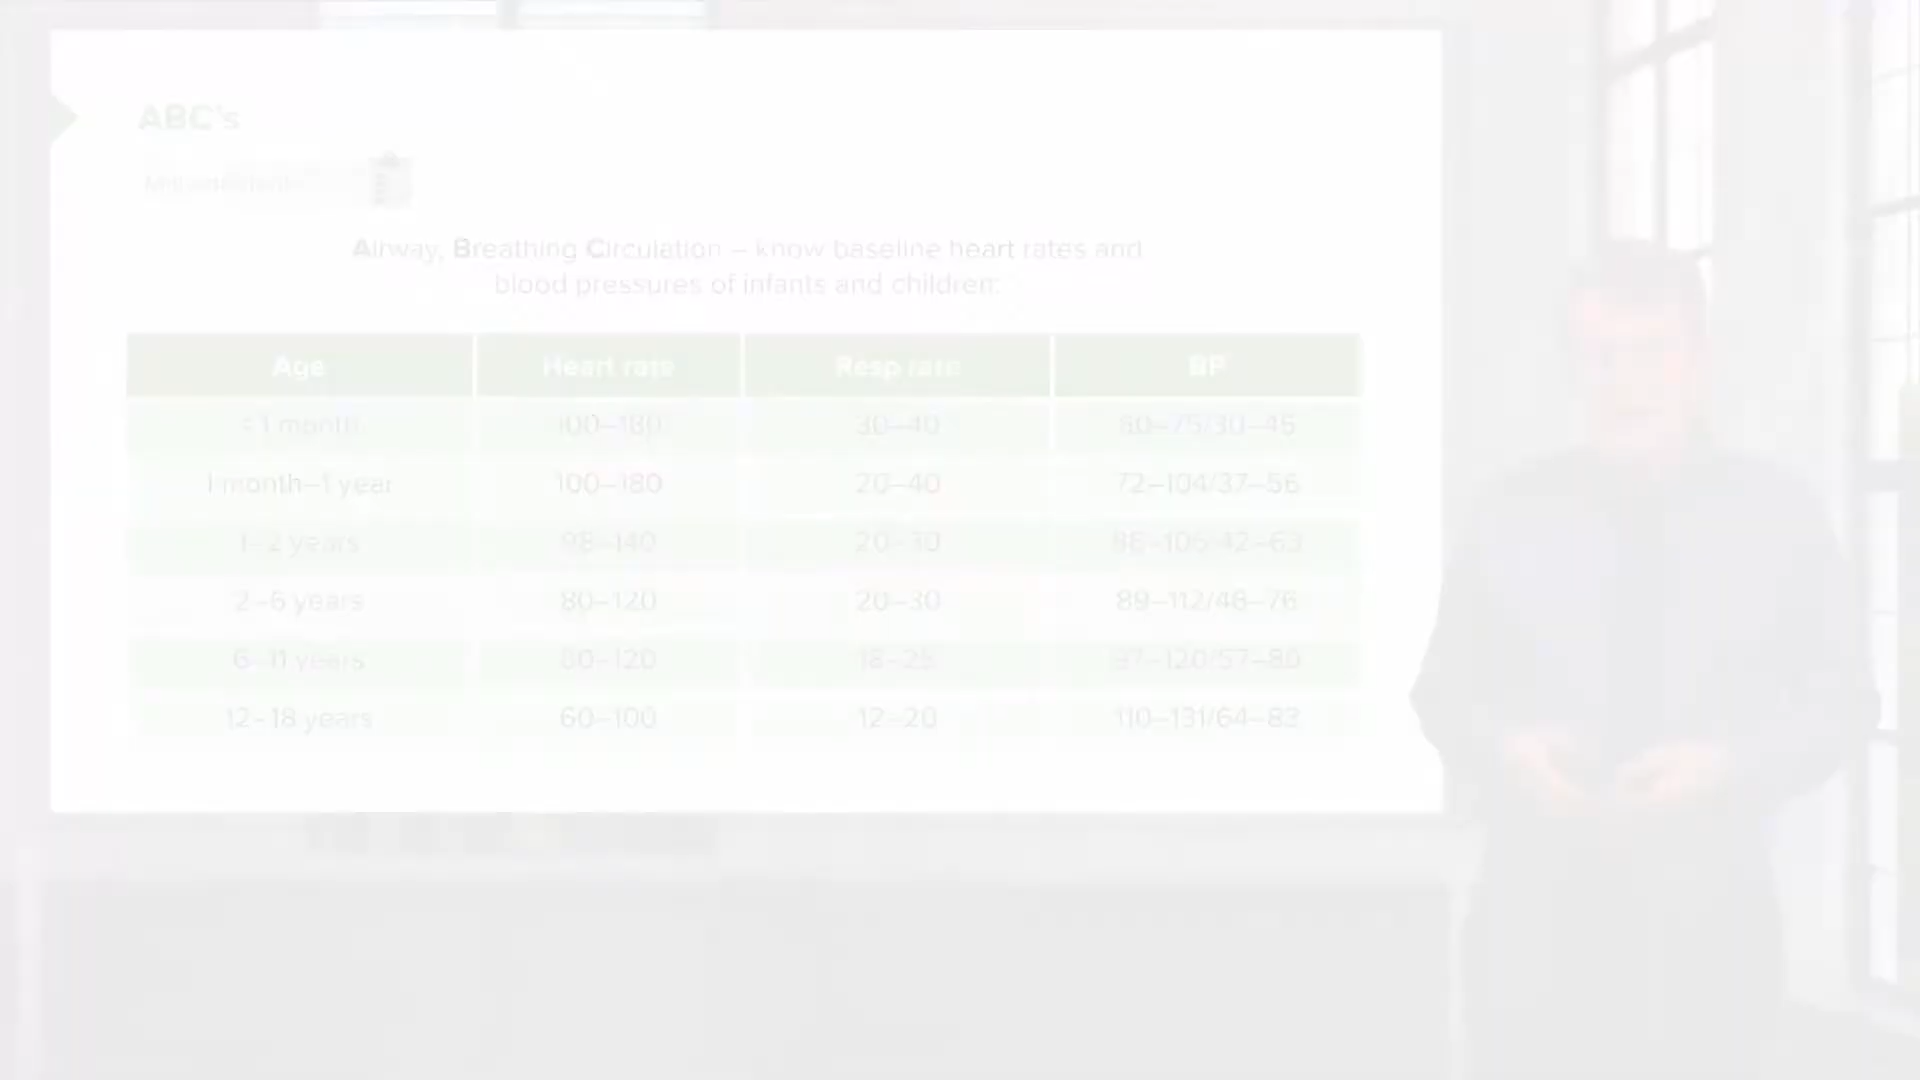 ABC's
Airway, Breathing Circulation – know baseline heart rates and
blood pressures of infants and children:
Age Heart rate Resp rate BP
<1 month 100–180 30–40 60–75/30–45
1 month–1 year 100–180 20–40 72–104/37–56
1–2 years 98–140 20–30 86–106/42–63
2–6 years 80–120 20–30 89–112/46–76
6–11 years 80–120 18–25 97–120/57–80
12–18 years 60–100 12–20 110–131/64–83